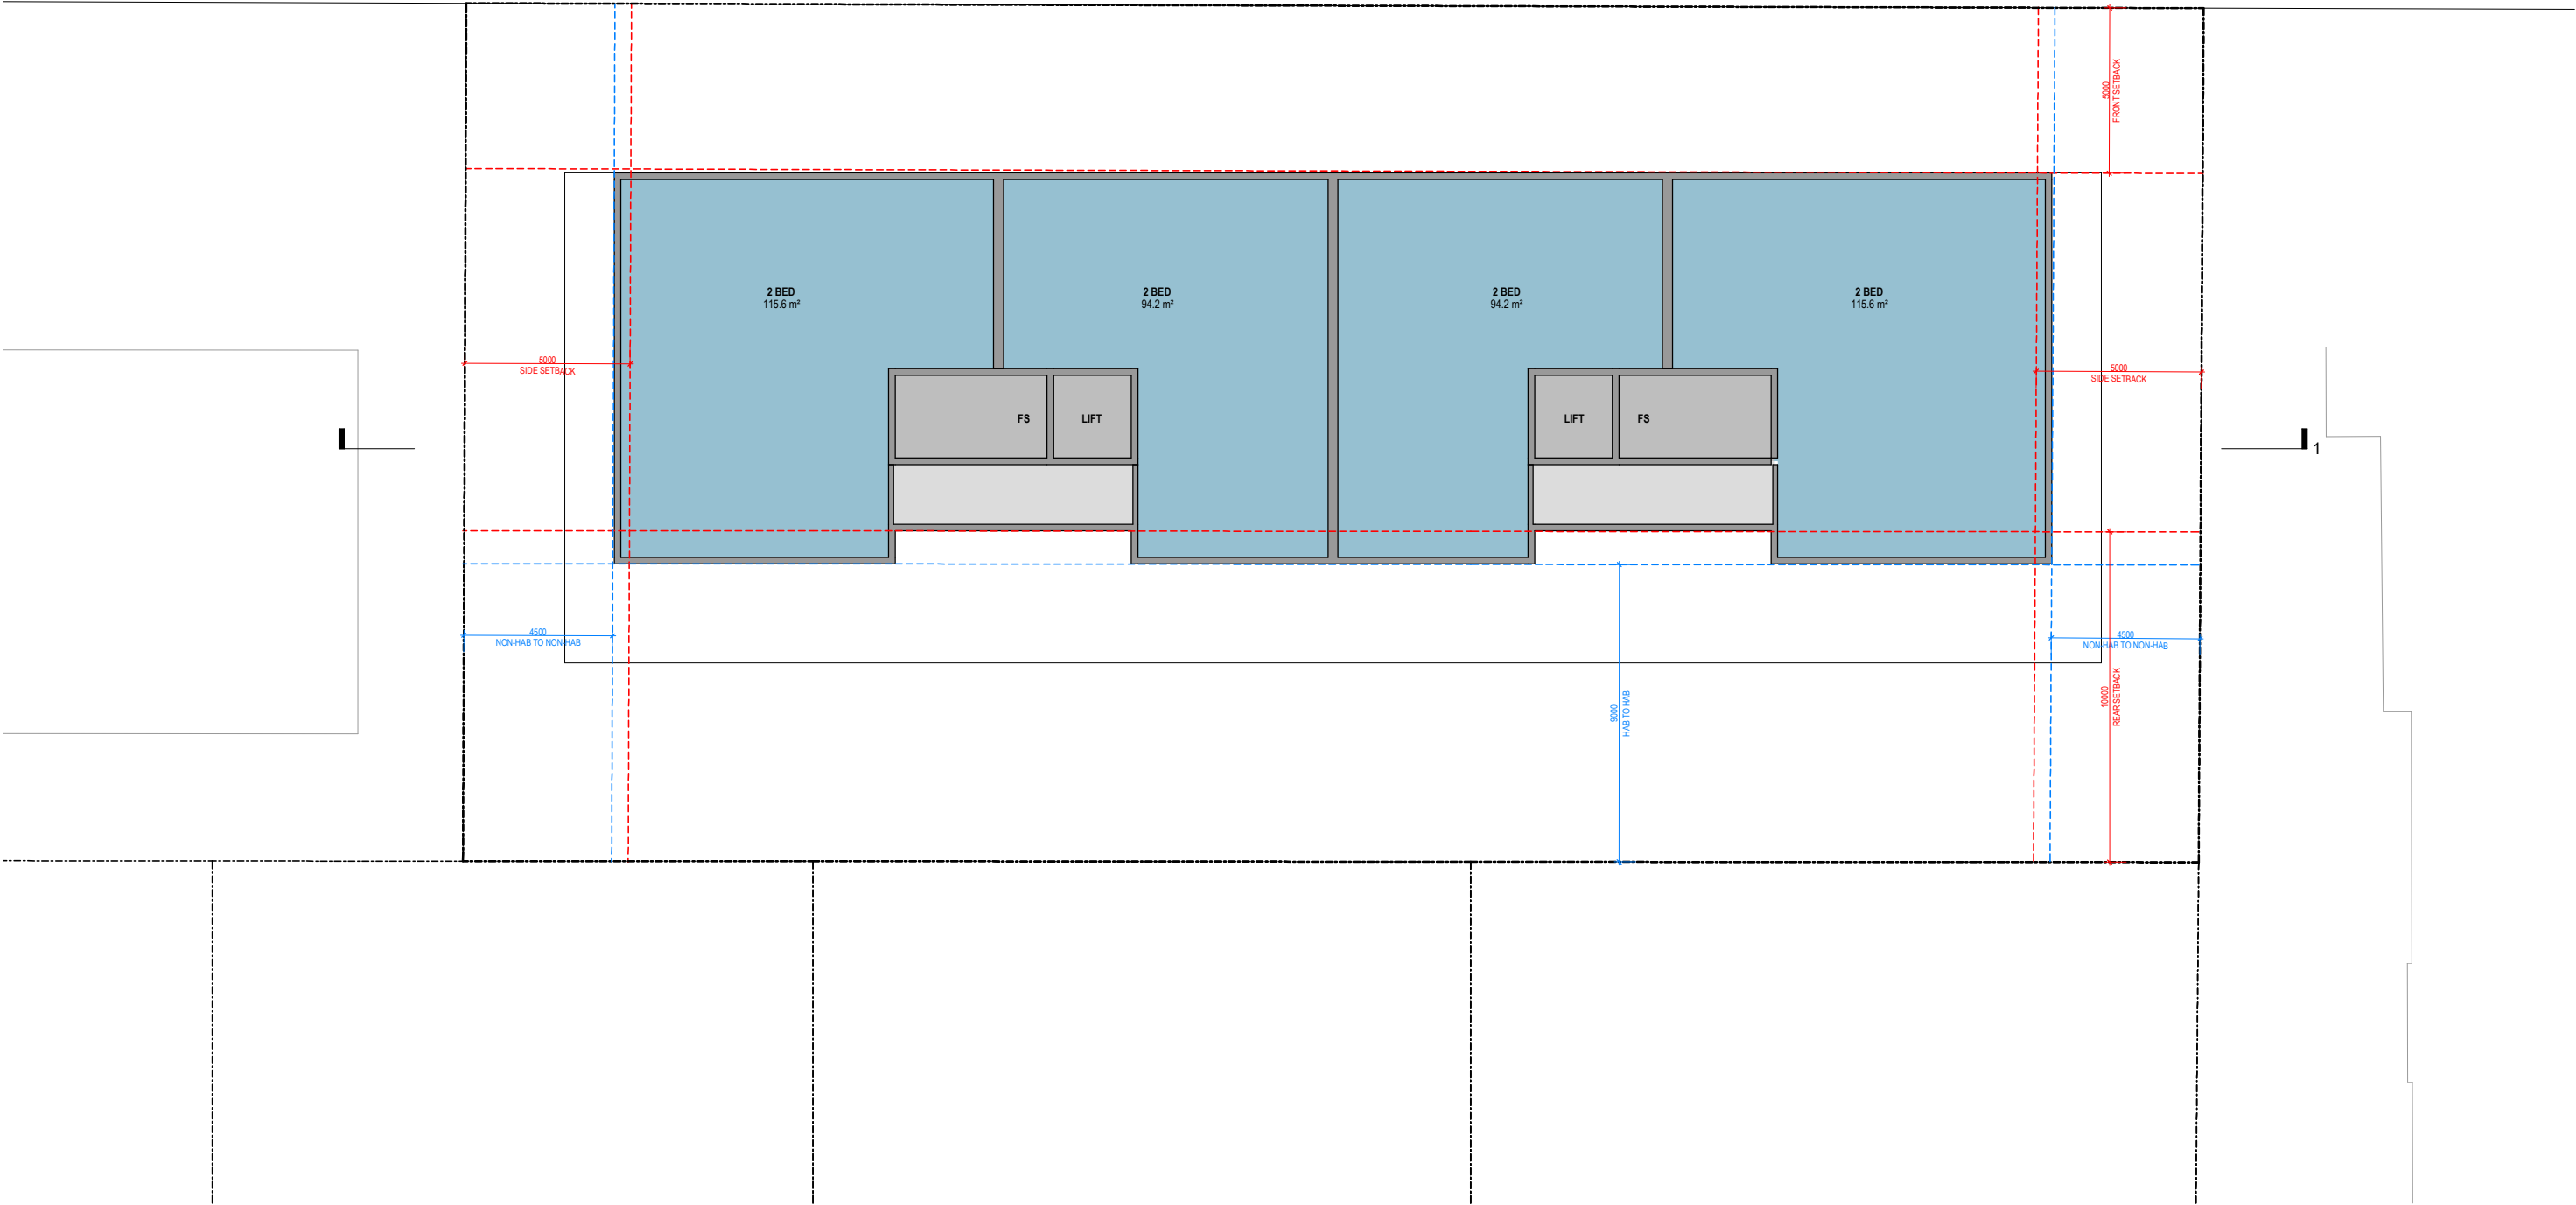 5000
FRONT SETBACK
2 BED
115.6 m²
2 BED
94.2 m²
2 BED
94.2 m²
2 BED
115.6 m²
5000
SIDE SETBACK
5000
SIDE SETBACK
FS
LIFT
LIFT
FS
1
4500
NON-HAB TO NON-HAB
4500
NON-HAB TO NON-HAB
9000
HAB TO HAB
10000
REAR SETBACK